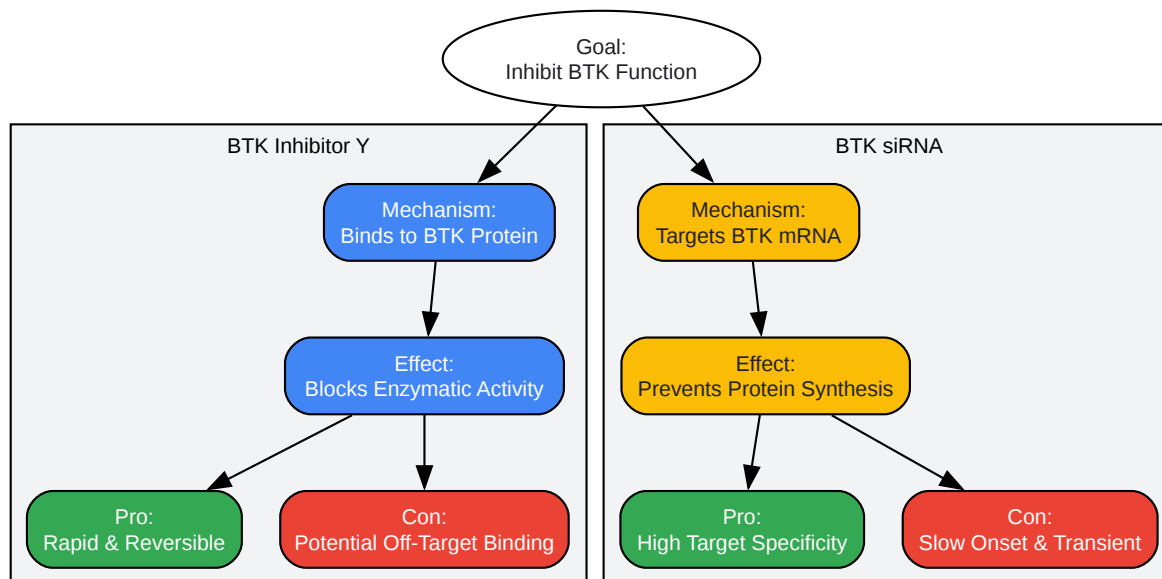 Goal:
Inhibit BTK Function
BTK Inhibitor Y
BTK siRNA
Mechanism:
Binds to BTK Protein
Mechanism:
Targets BTK mRNA
Effect:
Blocks Enzymatic Activity
Effect:
Prevents Protein Synthesis
Pro:
Rapid & Reversible
Con:
Potential Off-Target Binding
Pro:
High Target Specificity
Con:
Slow Onset & Transient